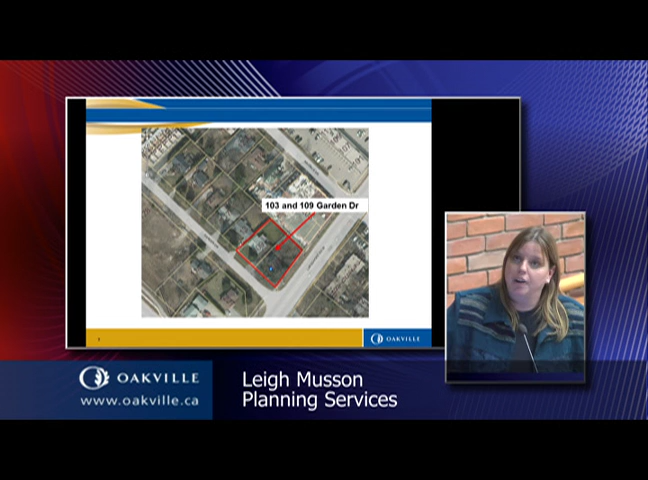 103 and 109 Garden Dr
OAKVILLE
OAKVILLE
www.oakville.ca
Leigh Musson
Planning Services